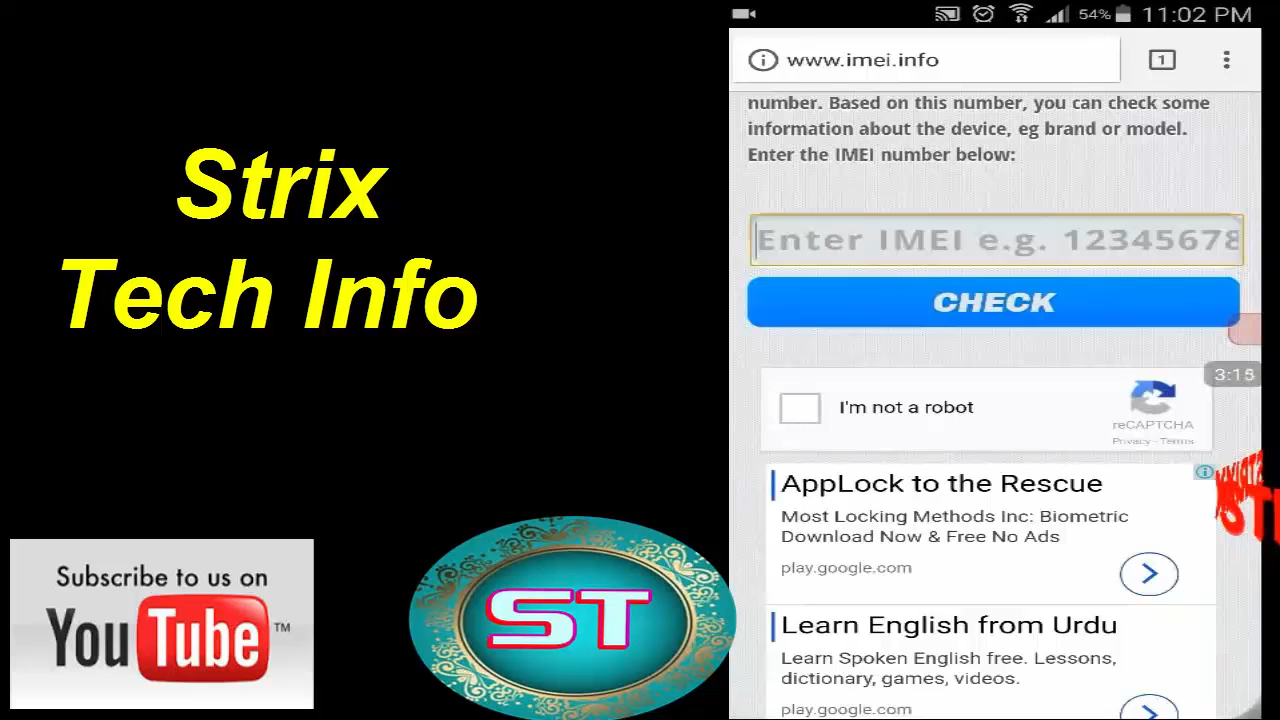 Strix
Tech Info
Subscribe to us on
YouTube™
ST
54%
11:02 PM
www.imei.info
1
number. Based on this number, you can check some
information about the device, eg brand or model.
Enter the IMEI number below:
Enter IMEI e.g. 12345678
CHECK
3:15
I'm not a robot
reCAPTCHA
Privacy - Terms
AppLock to the Rescue
Most Locking Methods Inc: Biometric
Download Now & Free No Ads
play.google.com
Learn English from Urdu
Learn Spoken English free. Lessons,
dictionary, games, videos.
play.google.com